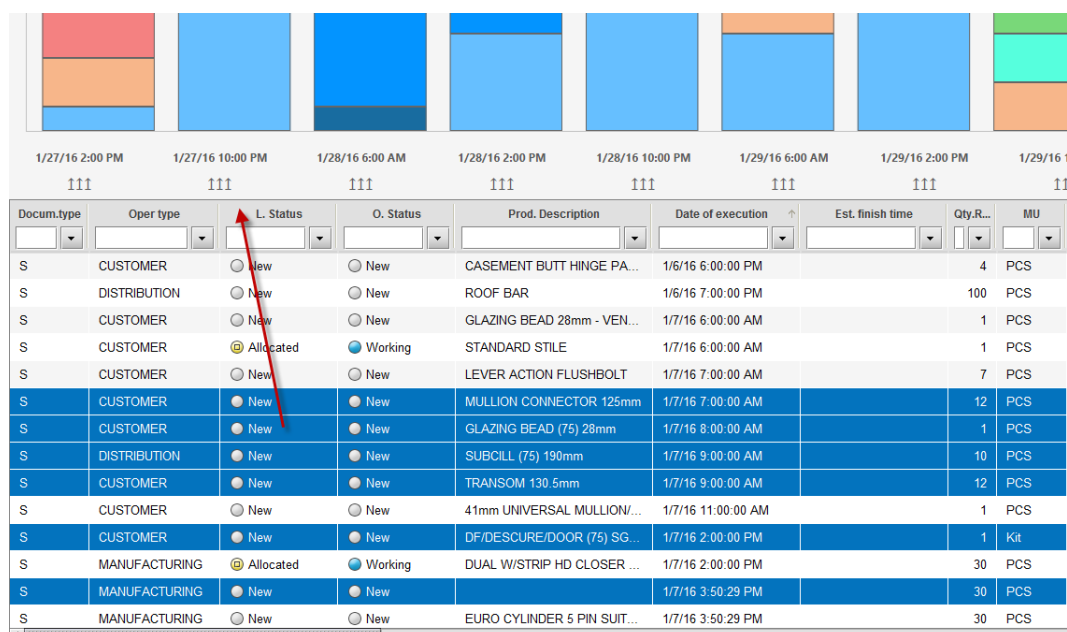 1/27/16 2:00 PM 1/27/16 10:00 PM 1/28/16 6:00 AM 1/28/16 2:00 PM 1/28/16 10:00 PM 1/29/16 6:00 AM 1/29/16 2:00 PM 1/29/16
Docum.type Oper type L. Status O. Status Prod. Description Date of execution Est. finish time Qty.R... MU
S CUSTOMER New New CASEMENT BUTT HINGE PA... 1/6/16 6:00:00 PM 4 PCS
S DISTRIBUTION New New ROOF BAR 1/6/16 7:00:00 PM 100 PCS
S CUSTOMER New New GLAZING BEAD 28mm - VEN... 1/7/16 6:00:00 AM 1 PCS
S CUSTOMER Allocated Working STANDARD STILE 1/7/16 6:00:00 AM 1 PCS
S CUSTOMER New New LEVER ACTION FLUSHBOLT 1/7/16 7:00:00 AM 7 PCS
S CUSTOMER New New MULLION CONNECTOR 125mm 1/7/16 7:00:00 AM 12 PCS
S CUSTOMER New New GLAZING BEAD (75) 28mm 1/7/16 8:00:00 AM 1 PCS
S DISTRIBUTION New New SUBCILL (75) 190mm 1/7/16 9:00:00 AM 10 PCS
S CUSTOMER New New TRANSOM 130.5mm 1/7/16 9:00:00 AM 12 PCS
S CUSTOMER New New 41mm UNIVERSAL MULLION/... 1/7/16 11:00:00 AM 1 PCS
S CUSTOMER New New DF/DESCURE/DOOR (75) SG... 1/7/16 2:00:00 PM 1 Kit
S MANUFACTURING Allocated Working DUAL W/STRIP HD CLOSER ... 1/7/16 2:00:00 PM 30 PCS
S MANUFACTURING New New 1/7/16 3:50:29 PM 30 PCS
S MANUFACTURING New New EURO CYLINDER 5 PIN SUIT... 1/7/16 3:50:29 PM 30 PCS